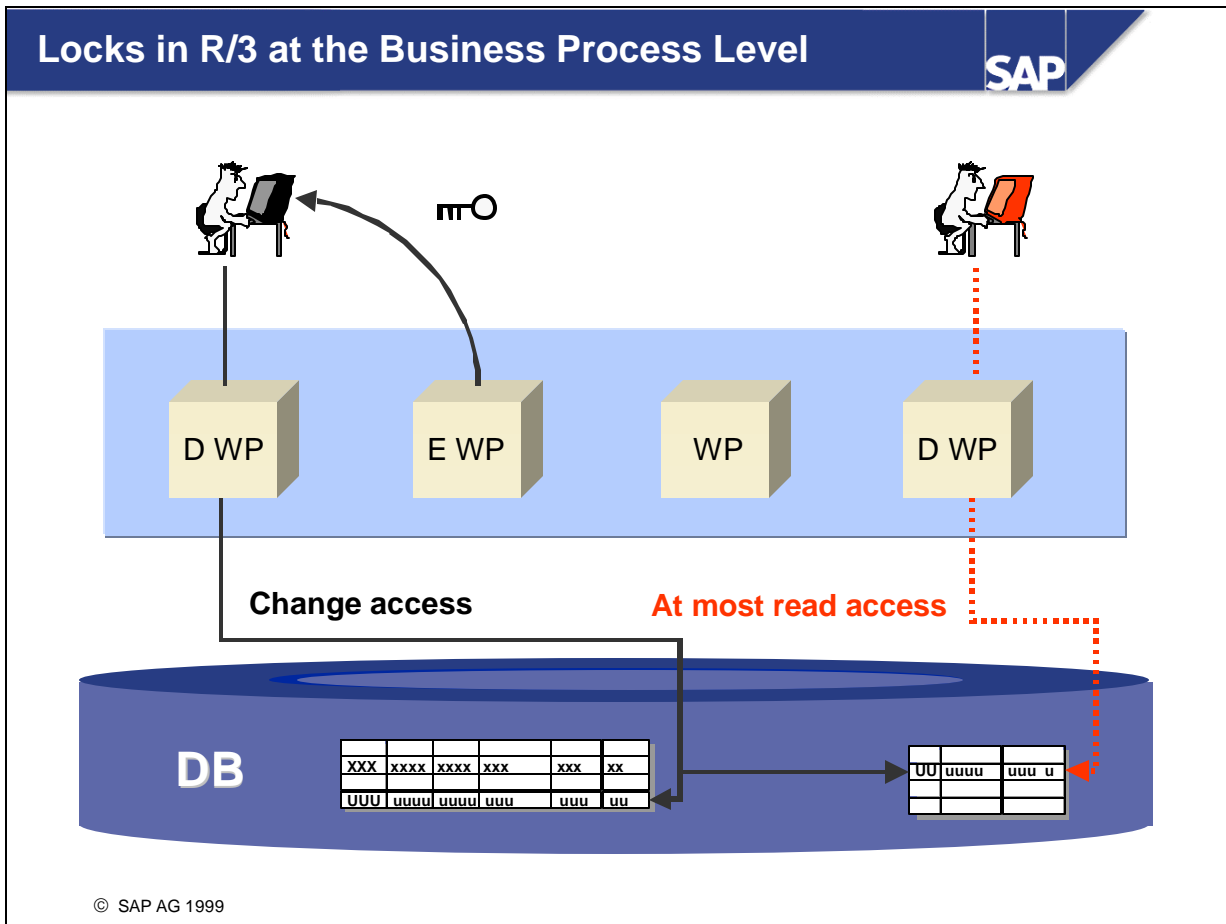 Locks in R/3 at the Business Process Level
SAP
D WP
E WP
WP
D WP
Change access
At most read access
DB
XXX xxxx xxxx xxx xxx xx
UUU uuuu uuuu uuu uuu uu
UU uuuu uuu u
© SAP AG 1999